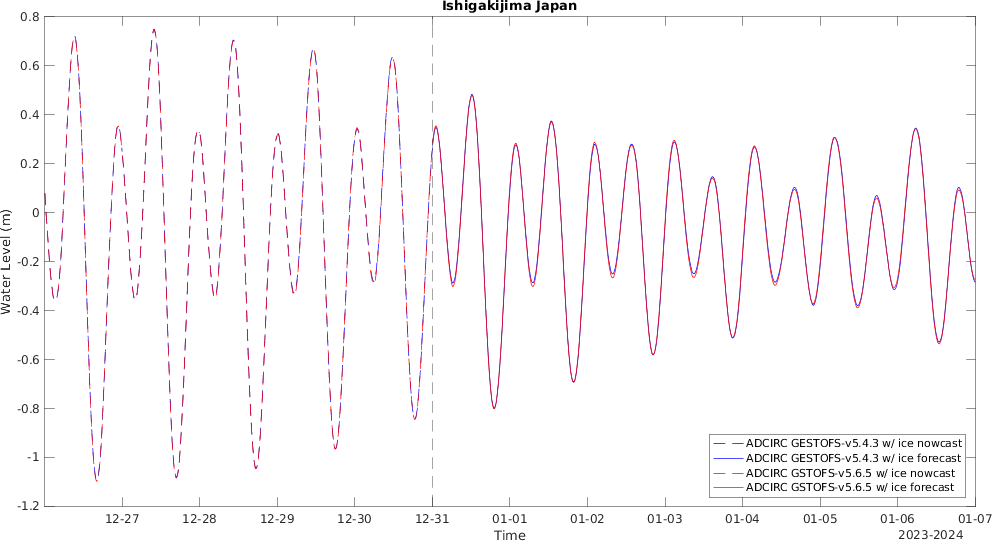 Ishigakijima Japan
0.8
0.6
0.4
0.2
0
-0.2
-0.4
-0.6
-0.8
-1
-1.2
Water Level (m)
ADCIRC GESTOFS-v5.4.3 w/ ice nowcast
ADCIRC GESTOFS-v5.4.3 w/ ice forecast
ADCIRC GSTOFS-v5.6.5 w/ ice nowcast
ADCIRC GSTOFS-v5.6.5 w/ ice forecast
12-27 12-28 12-29 12-30 12-31 01-01 01-02 01-03 01-04 01-05 01-06 01-07
Time
2023-2024